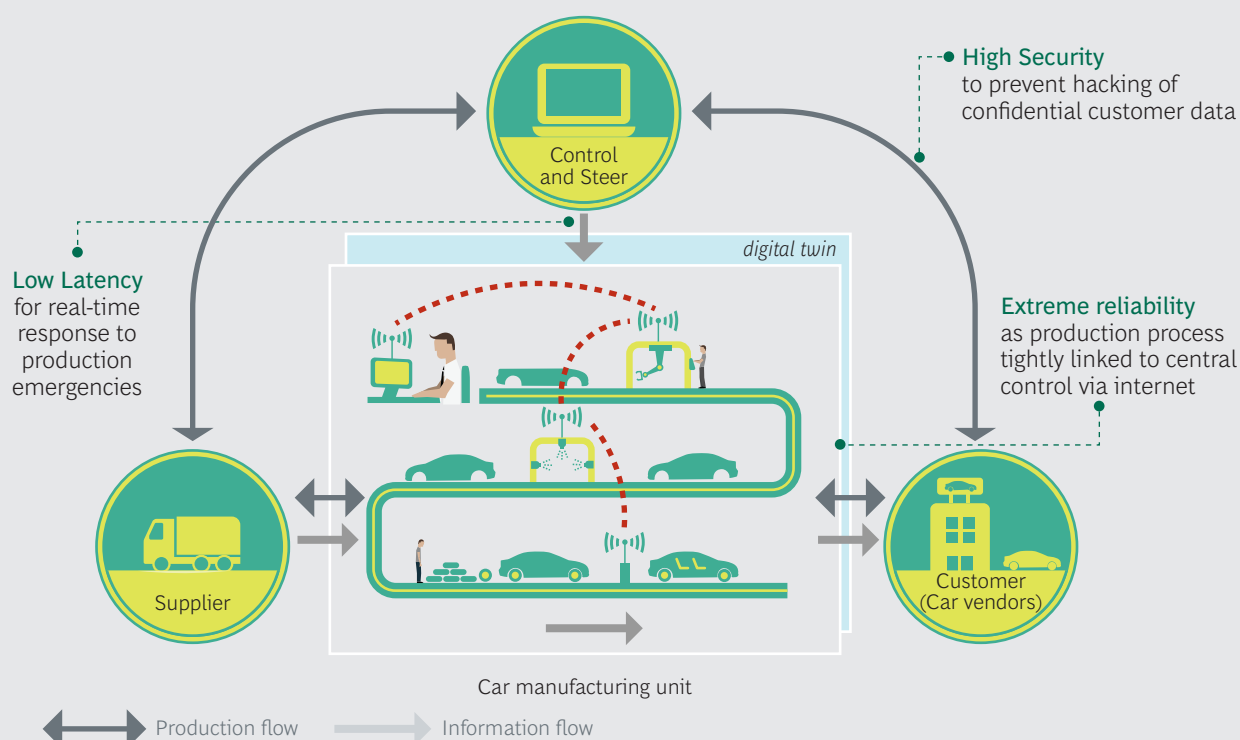 High Security
to prevent hacking of
confidential customer data
Control
and Steer
digital twin
Low Latency
for real-time
response to
production
emergencies
Extreme reliability
as production process
tightly linked to central
control via internet
Supplier
Customer
(Car vendors)
Car manufacturing unit
Production flow
Information flow